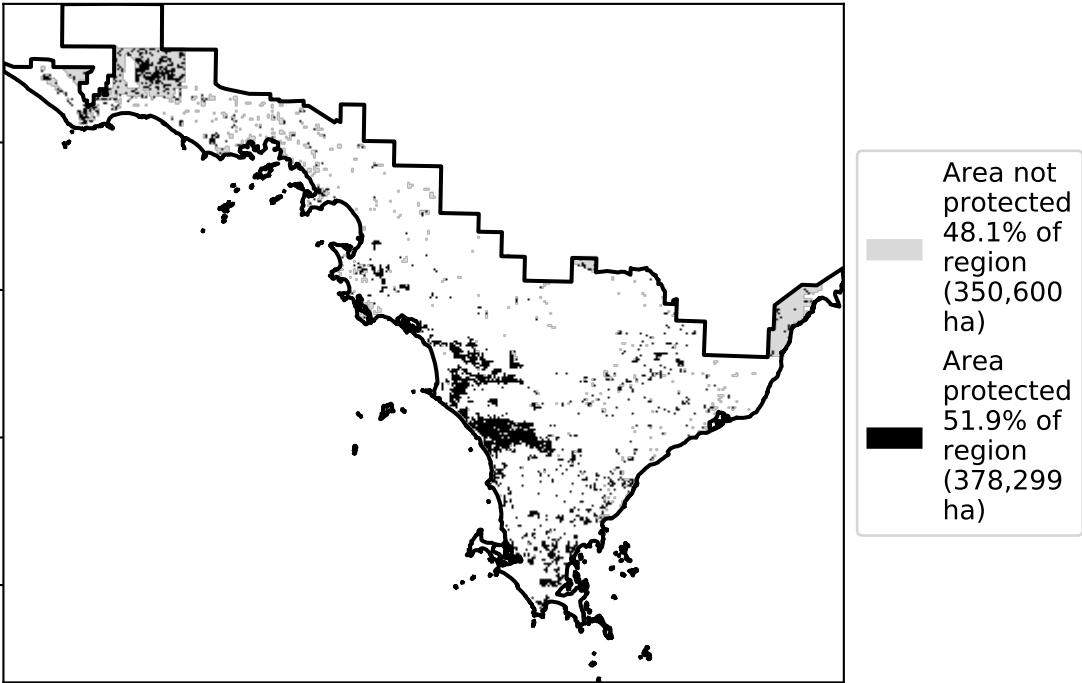 Area not
protected
48.1% of
region
(350,600
ha)
Area
protected
51.9% of
region
(378,299
ha)